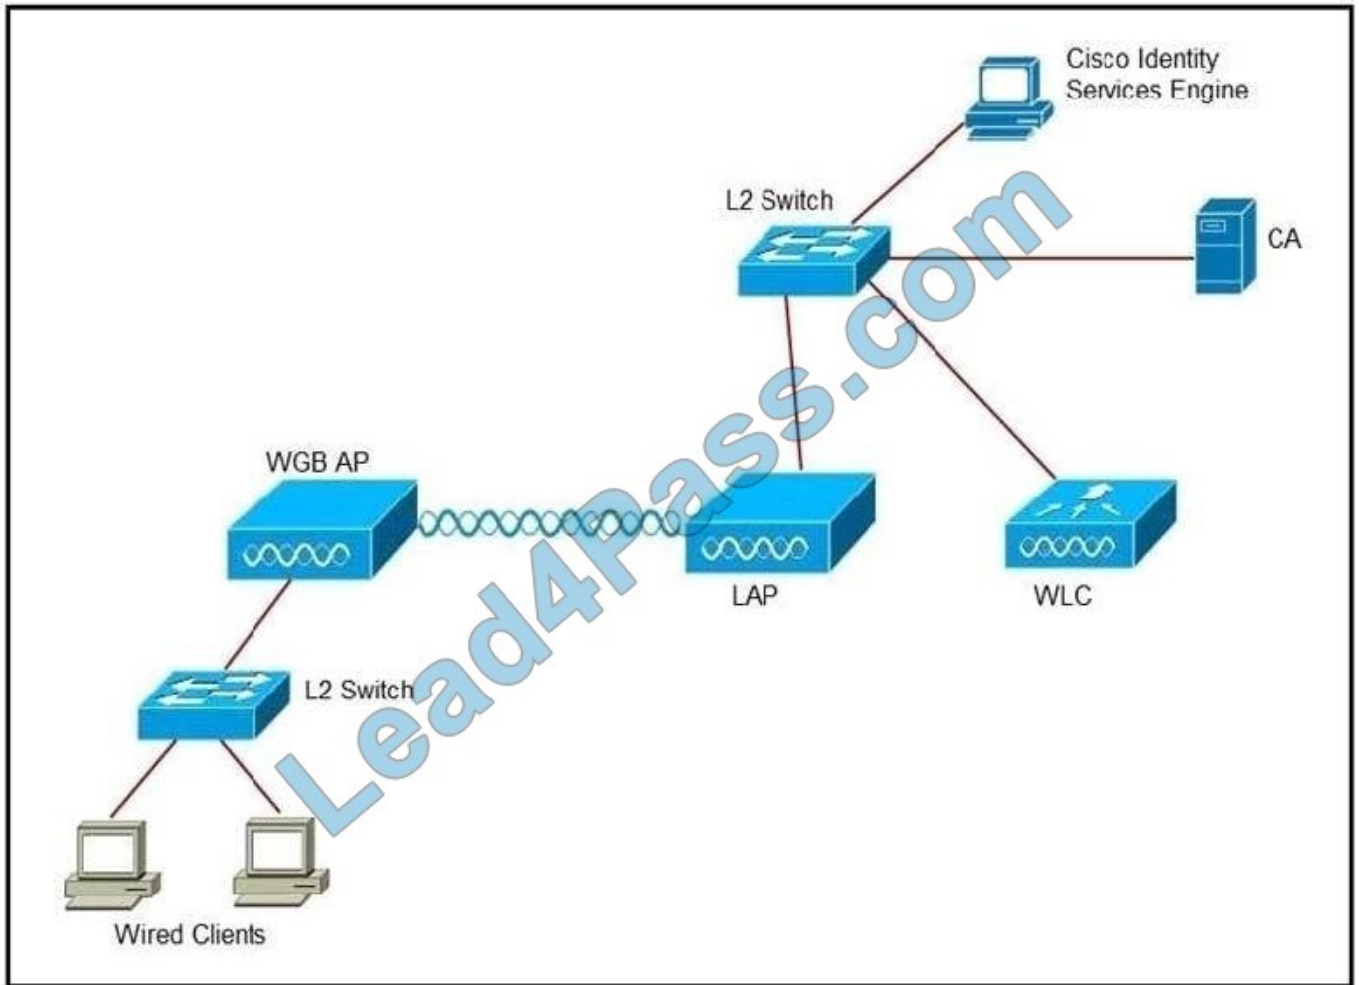 Cisco Identity
Services Engine
L2 Switch
CA
WGB AP
LAP
WLC
L2 Switch
Wired Clients
Lead4Pass.com